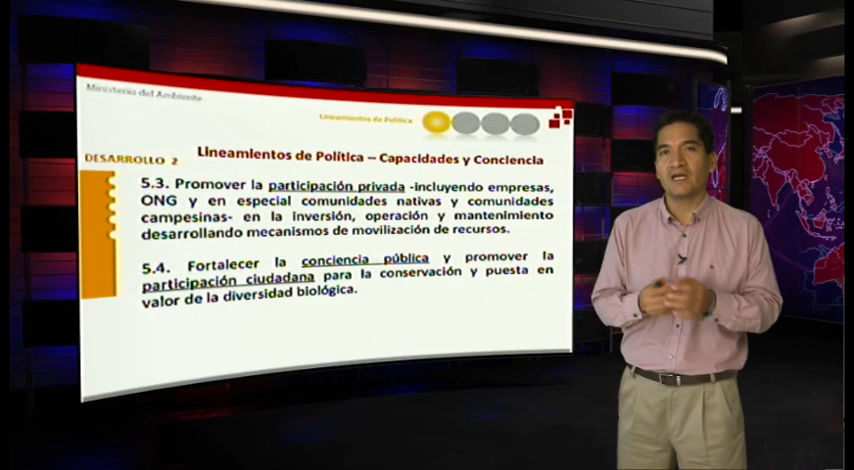 Ministerio del Ambiente
Lineamientos de Política
DESARROLLO 2
Lineamientos de Política – Capacidades y Conciencia
5.3. Promover la participación privada -incluyendo empresas,
ONG y en especial comunidades nativas y comunidades
campesinas- en la inversión, operación y mantenimiento
desarrollando mecanismos de movilización de recursos.
5.4. Fortalecer la conciencia pública y promover la
participación ciudadana para la conservación y puesta en
valor de la diversidad biológica.